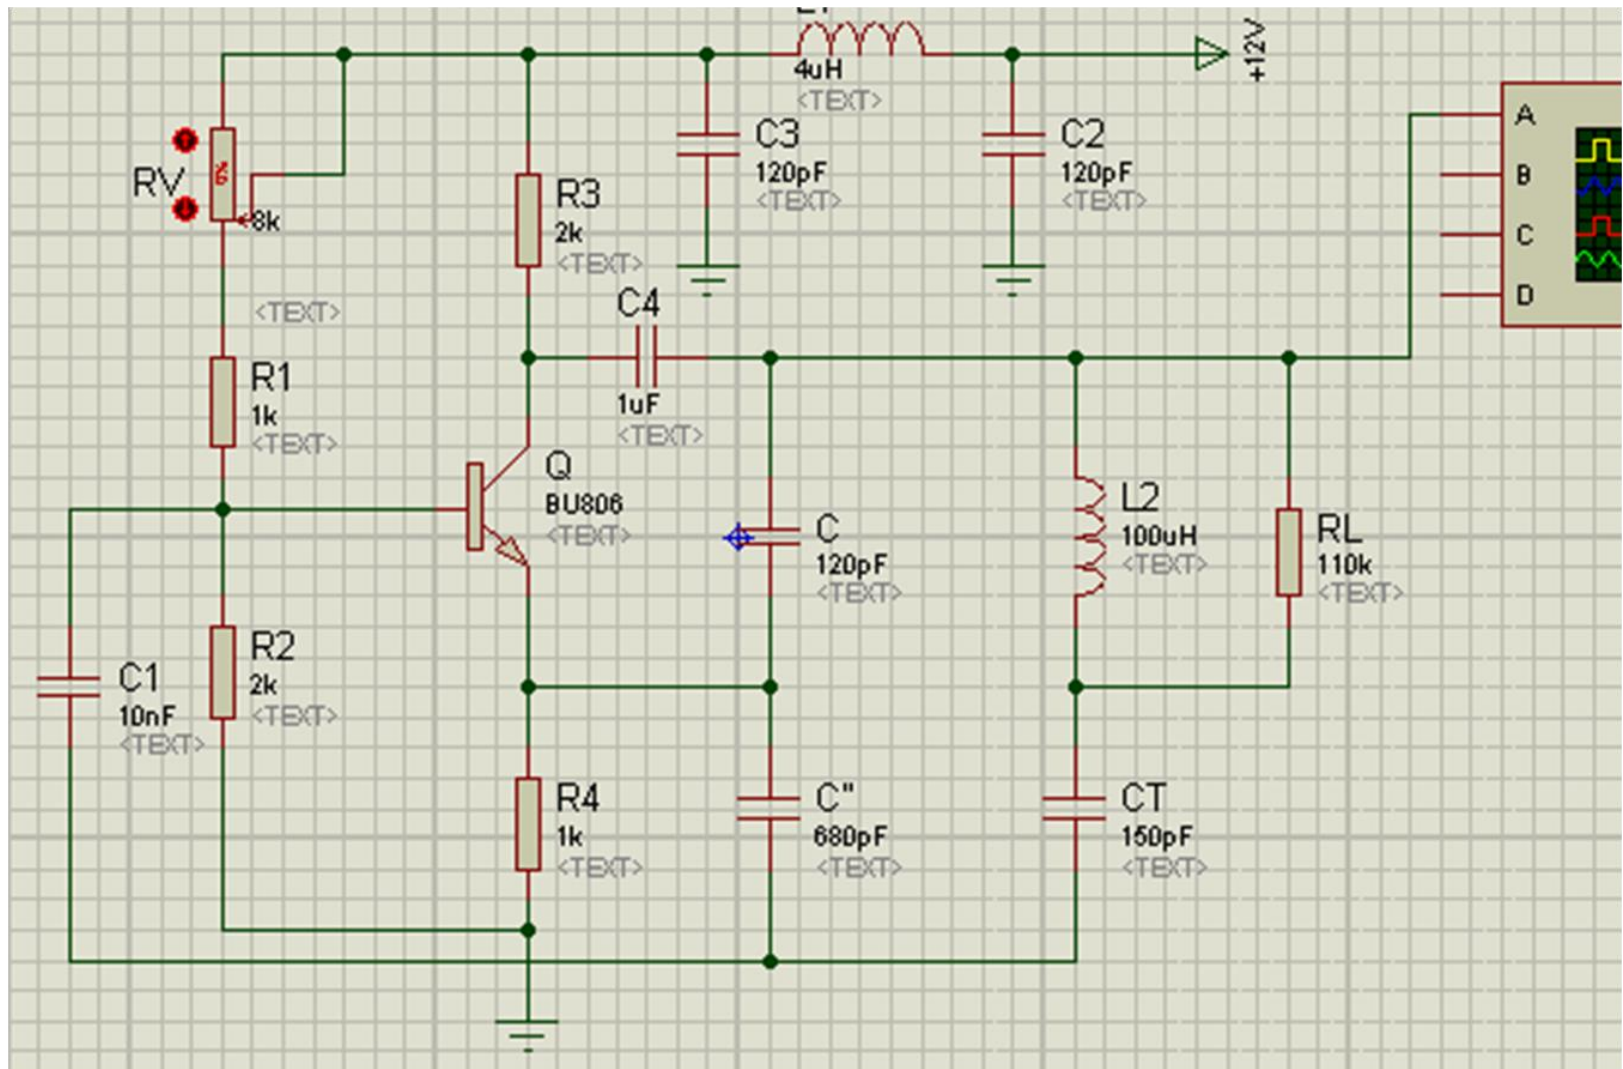 +12V
4uH
<TEXT>
A
C3
120pF
<TEXT>
C2
120pF
<TEXT>
B
RV
8k
R3
2k
<TEXT>
C
D
<TEXT>
C4
1uF
<TEXT>
R1
1k
<TEXT>
Q
BU806
<TEXT>
C
120pF
<TEXT>
L2
100uH
<TEXT>
RL
110k
<TEXT>
C1
10nF
<TEXT>
R2
2k
<TEXT>
R4
1k
<TEXT>
C"
680pF
<TEXT>
CT
150pF
<TEXT>